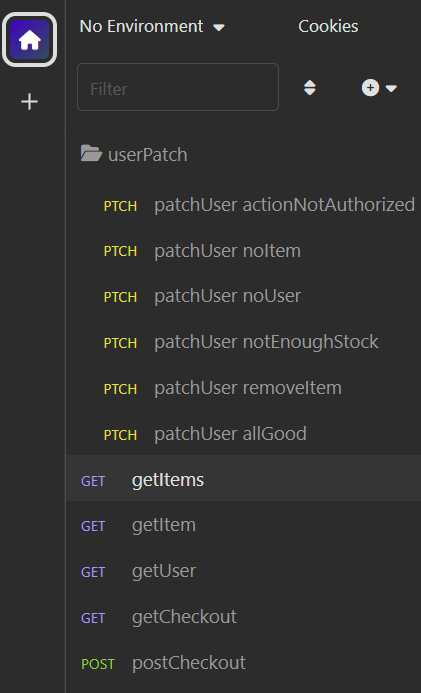 No Environment Cookies
Filter
userPatch
PTCH patchUser actionNotAuthorized
PTCH patchUser noItem
PTCH patchUser noUser
PTCH patchUser notEnoughStock
PTCH patchUser removeItem
PTCH patchUser allGood
GET getItems
GET getItem
GET getUser
GET getCheckout
POST postCheckout